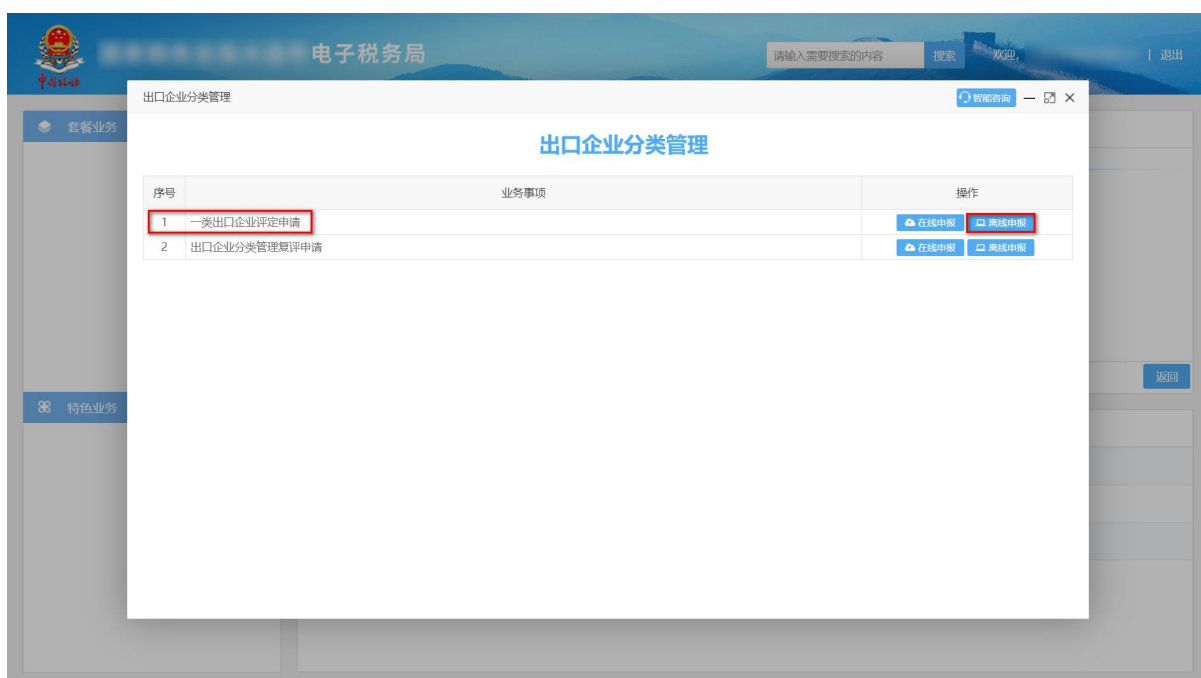 电子税务局
请输入需要搜索的内容 搜索 欢迎, | 退出
中国税务
出口企业分类管理 智能咨询
套餐业务
出口企业分类管理
序号 业务事项 操作
1 一类出口企业评定申请 在线申报 离线申报
2 出口企业分类管理复评申请 在线申报 离线申报
返回
特色业务